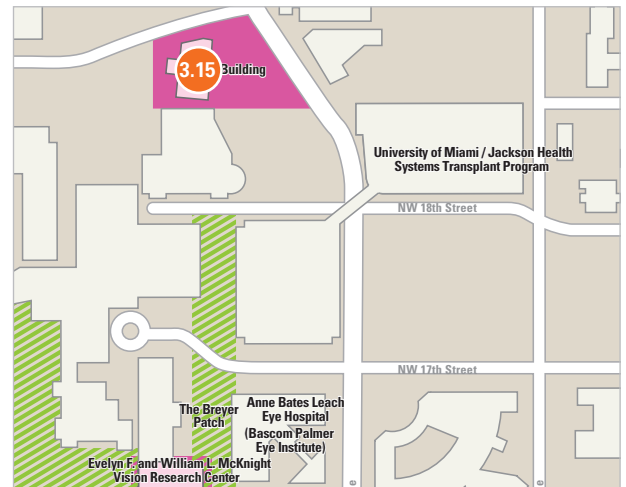 3.15 Building
University of Miami / Jackson Health
Systems Transplant Program
NW 18th Street
NW 17th Street
The Breyer
Patch
Anne Bates Leach
Eye Hospital
(Bascom Palmer
Eye Institute)
Evelyn F. and William L. McKnight
Vision Research Center
e
e